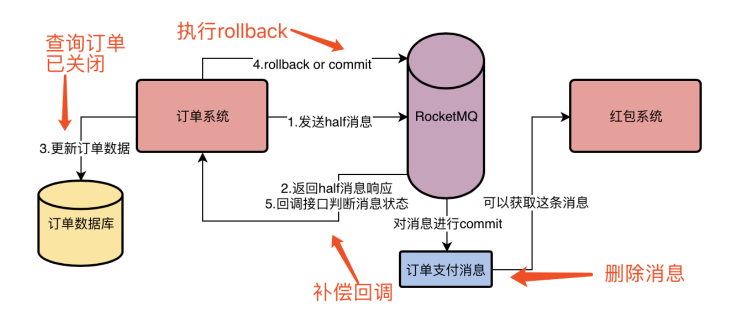 执行rollback
查询订单
已关闭
4.rollback or commit
订单系统
1.发送half消息
RocketMQ
红包系统
3.更新订单数据
2.返回half消息响应
5.回调接口判断消息状态
可以获取这条消息
订单数据库
对消息进行commit
订单支付消息
删除消息
补偿回调